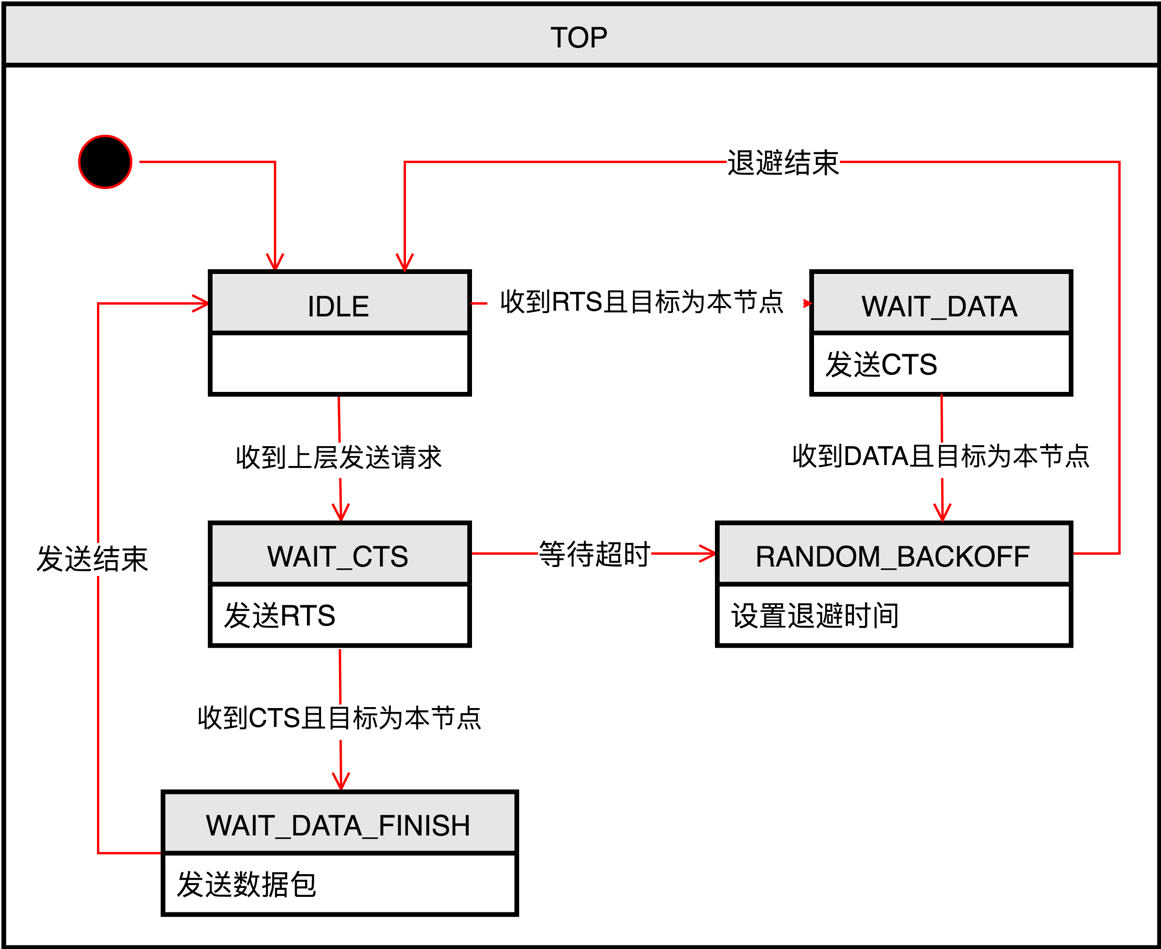 TOP
退避结束
IDLE
收到RTS且目标为本节点
WAIT_DATA
发送CTS
收到上层发送请求
收到DATA且目标为本节点
发送结束
WAIT_CTS
等待超时
RANDOM_BACKOFF
发送RTS
设置退避时间
收到CTS且目标为本节点
WAIT_DATA_FINISH
发送数据包